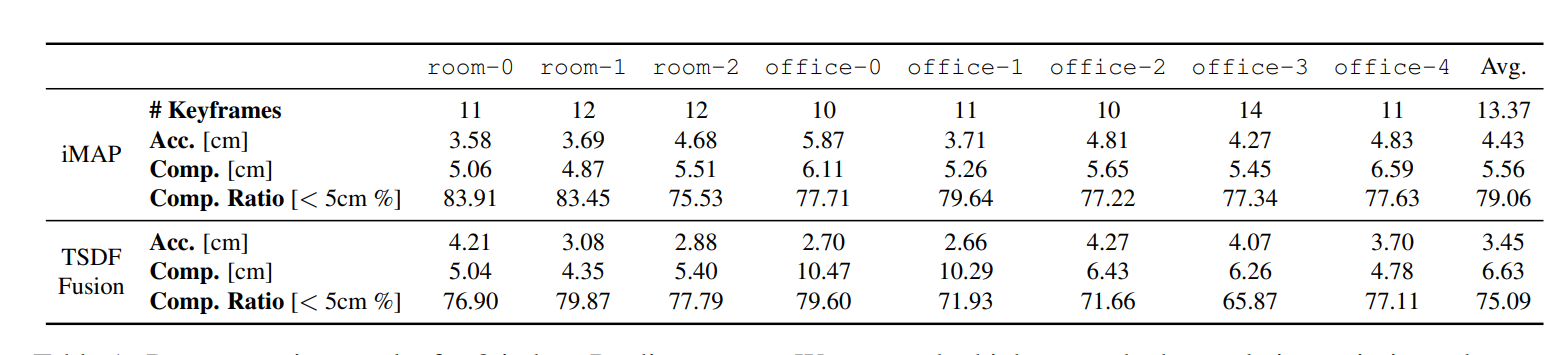 room-0 room-1 room-2 office-0 office-1 office-2 office-3 office-4 Avg.
# Keyframes 11 12 12 10 11 10 14 11 13.37
iMAP Acc. [cm] 3.58 3.69 4.68 5.87 3.71 4.81 4.27 4.83 4.43
Comp. [cm] 5.06 4.87 5.51 6.11 5.26 5.65 5.45 6.59 5.56
Comp. Ratio [< 5cm %] 83.91 83.45 75.53 77.71 79.64 77.22 77.34 77.63 79.06
TSDF Fusion Acc. [cm] 4.21 3.08 2.88 2.70 2.66 4.27 4.07 3.70 3.45
Comp. [cm] 5.04 4.35 5.40 10.47 10.29 6.43 6.26 4.78 6.63
Comp. Ratio [< 5cm %] 76.90 79.87 77.79 79.60 71.93 71.66 65.87 77.11 75.09